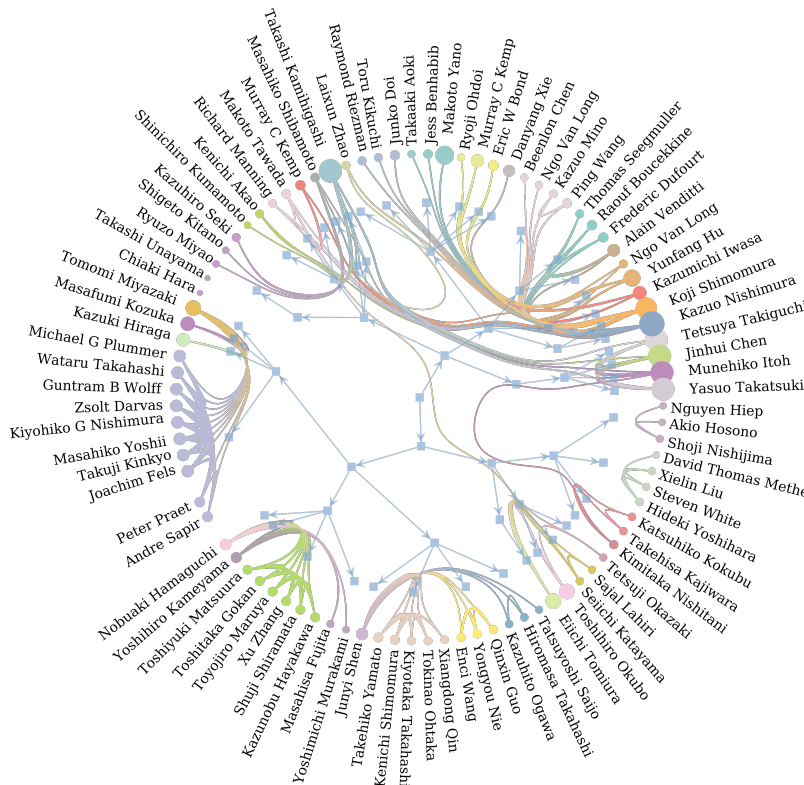 Takashi Kamihigashi
Laixun Zhao
Raymond Riezman
Toru Kikuchi
Junko Doi
Takaaki Aoki
Jess Benhabib
Makoto Yano
Ryoji Ohdoi
Murray C Kemp
Eric W Bond
Danyang Xie
Beenlon Chen
Ngo Van Long
Kazuo Mino
Ping Wang
Thomas Seegmuller
Raouf Boucekkine
Frederic Dufourt
Alain Venditti
Ngo Van Long
Yunfang Hu
Kazumichi Iwasa
Koji Shimomura
Kazuo Nishimura
Tetsuya Takiguchi
Jinhui Chen
Munehiko Itoh
Yasuo Takatsuki
Nguyen Hiep
Akio Hosono
Shoji Nishijima
David Thomas Methe
Xielin Liu
Steven White
Hideki Yoshihara
Katsuhiko Kokubu
Takehisa Kajiwara
Kimitaka Nishitani
Tetsuji Okazaki
Sajal Lahiri
Seiichi Katayama
Toshihiro Okubo
Eiichi Tomiura
Tatsuyoshi Saijo
Hiromasa Takahashi
Kazuhito Ogawa
Qinxin Guo
Yongyou Nie
Enci Wang
Xiangdong Qin
Tokinao Ohtaka
Kiyotaka Takahashi
Kenichi Shimomura
Takehiko Yamato
Junyi Shen
Yoshimichi Murakami
Masahisa Fujita
Kazunobu Hayakawa
Shuji Shiramata
Xu Zhang
Toyojiro Maruya
Toshitaka Gokan
Toshiyuki Matsuura
Yoshihiro Kameyama
Nobuaki Hamaguchi
Andre Sapir
Peter Praet
Joachim Fels
Takuji Kinkyo
Masahiko Yoshii
Kiyohiko G Nishimura
Zsolt Darvas
Guntram B Wolff
Wataru Takahashi
Michael G Plummer
Kazuki Hiraga
Masafumi Kozuka
Tomomi Miyazaki
Chiaki Hara
Takashi Unayama
Ryuzo Miyao
Shigeto Kitano
Kazuhiro Seki
Shinichiro Kumamoto
Kenichi Akao
Richard Manning
Makoto Tawada
Murray C Kemp
Masahiko Shibamoto